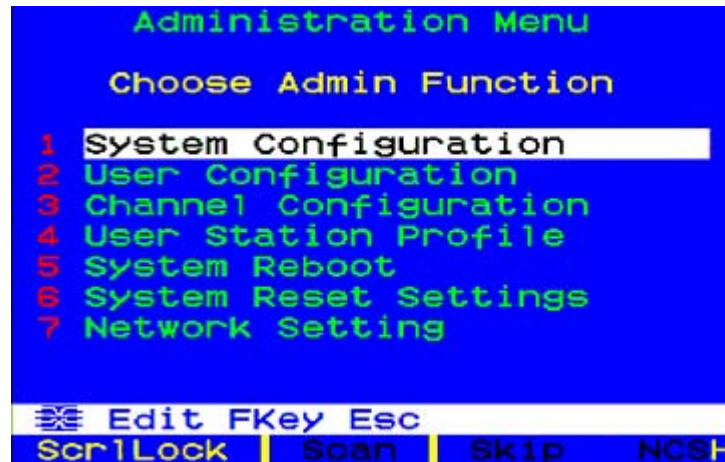 Administration Menu
Choose Admin Function
1 System Configuration
2 User Configuration
3 Channel Configuration
4 User Station Profile
5 System Reboot
6 System Reset Settings
7 Network Setting
Edit FKey Esc
ScrlLock Scan Skip NCSH